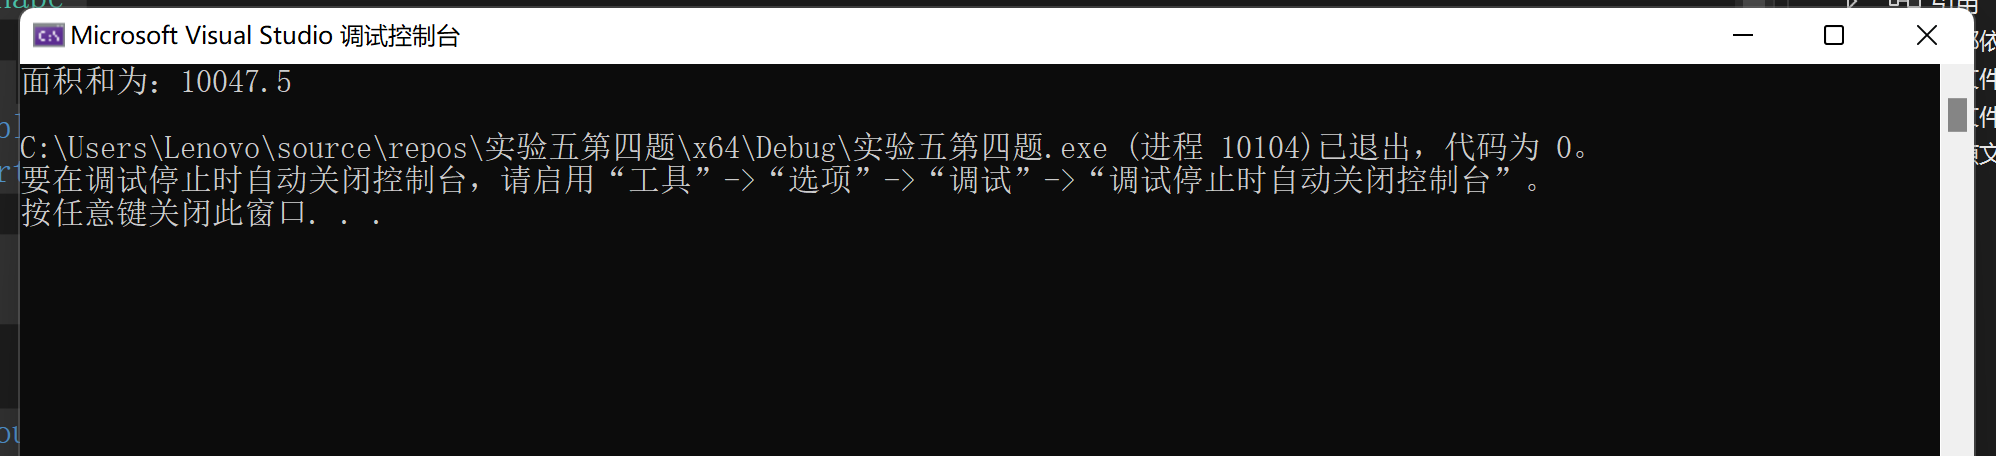 引用
Microsoft Visual Studio 调试控制台
面积和为：10047.5
C:\Users\Lenovo\source\repos\实验五第四题\x64\Debug\实验五第四题.exe (进程 10104)已退出，代码为 0。
要在调试停止时自动关闭控制台，请启用“工具”->“选项”->“调试”->“调试停止时自动关闭控制台”。
按任意键关闭此窗口. . .